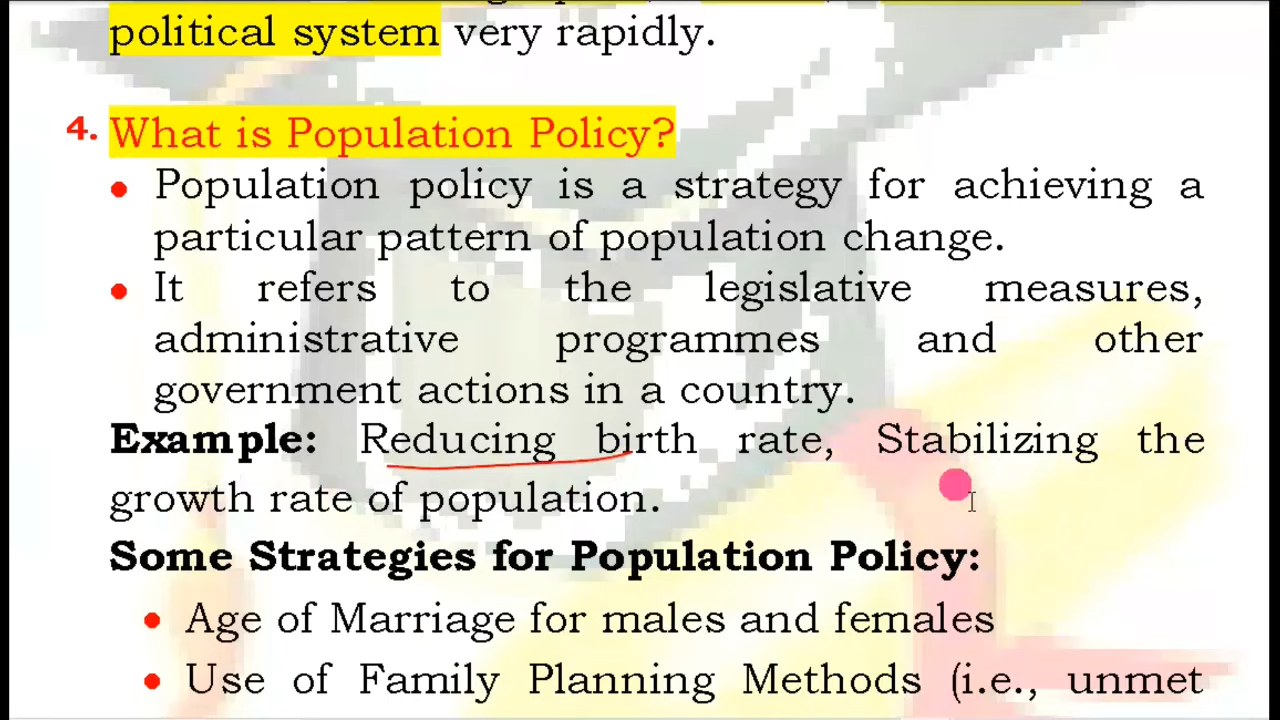 political system very rapidly.
4. What is Population Policy?
• Population policy is a strategy for achieving a
particular pattern of population change.
• It refers to the legislative measures,
administrative programmes and other
government actions in a country.
Example: Reducing birth rate, Stabilizing the
growth rate of population.
Some Strategies for Population Policy:
• Age of Marriage for males and females
• Use of Family Planning Methods (i.e., unmet